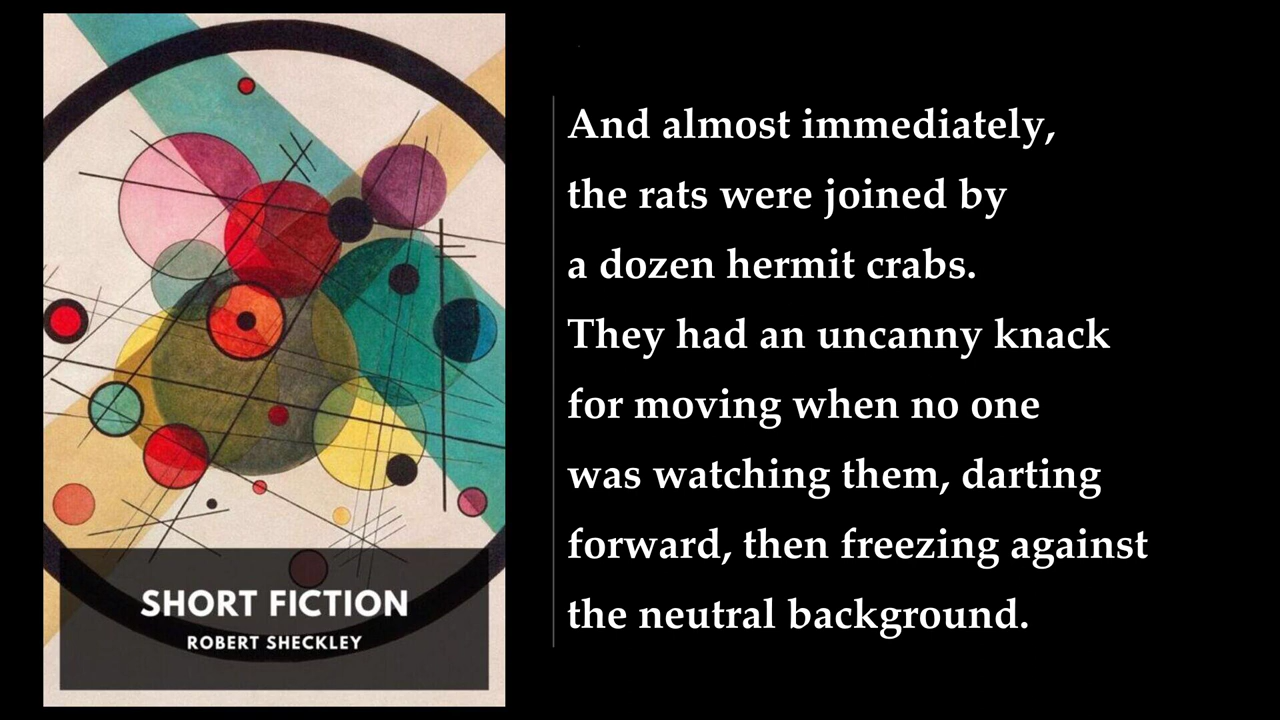 SHORT FICTION
ROBERT SHECKLEY
And almost immediately,
the rats were joined by
a dozen hermit crabs.
They had an uncanny knack
for moving when no one
was watching them, darting
forward, then freezing against
the neutral background.